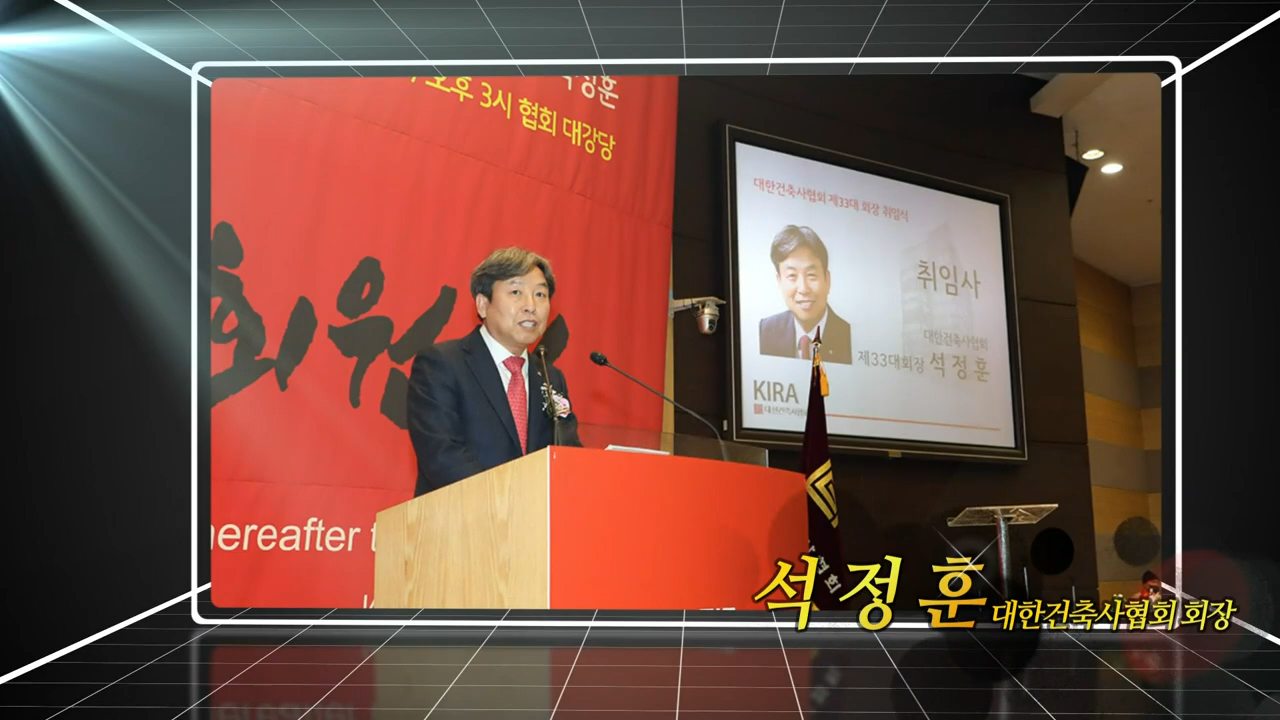 석정훈
오후 3시 협회 대강당
회원
hereafter t
대한건축사협회 제33대 회장 취임식
취임사
대한건축사협회
제33대회장 석 정 훈
KIRA
석 정 훈 대한건축사협회 회장